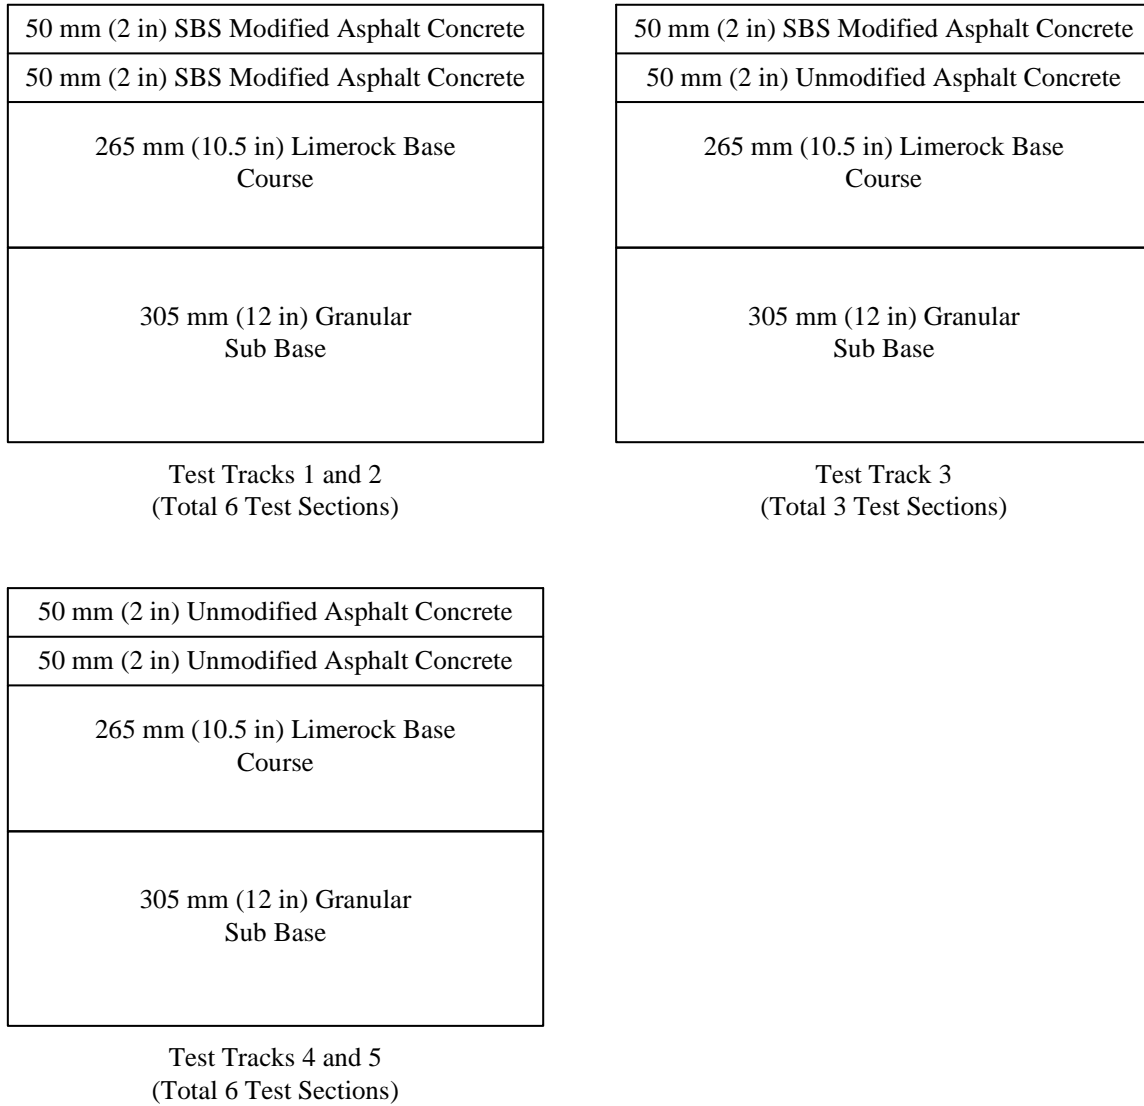 50 mm (2 in) SBS Modified Asphalt Concrete
50 mm (2 in) SBS Modified Asphalt Concrete
265 mm (10.5 in) Limerock Base
Course
305 mm (12 in) Granular
Sub Base
Test Tracks 1 and 2
(Total 6 Test Sections)
50 mm (2 in) SBS Modified Asphalt Concrete
50 mm (2 in) Unmodified Asphalt Concrete
265 mm (10.5 in) Limerock Base
Course
305 mm (12 in) Granular
Sub Base
Test Track 3
(Total 3 Test Sections)
50 mm (2 in) Unmodified Asphalt Concrete
50 mm (2 in) Unmodified Asphalt Concrete
265 mm (10.5 in) Limerock Base
Course
305 mm (12 in) Granular
Sub Base
Test Tracks 4 and 5
(Total 6 Test Sections)